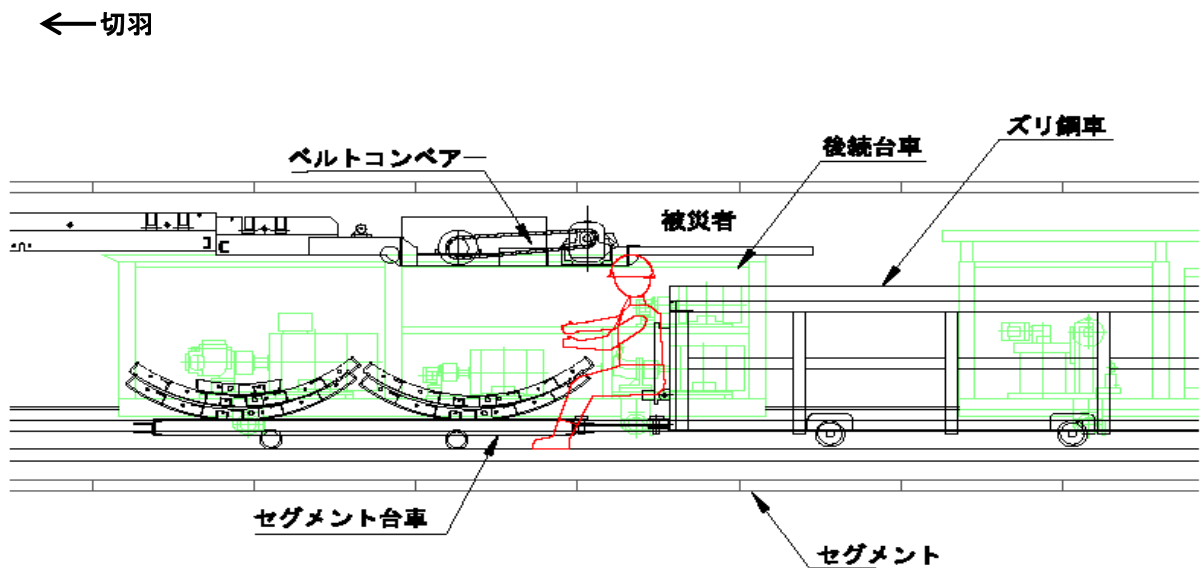 切羽
ズリ鋼車
後続台車
ベルトコンベアー
被災者
セグメント台車
セグメント